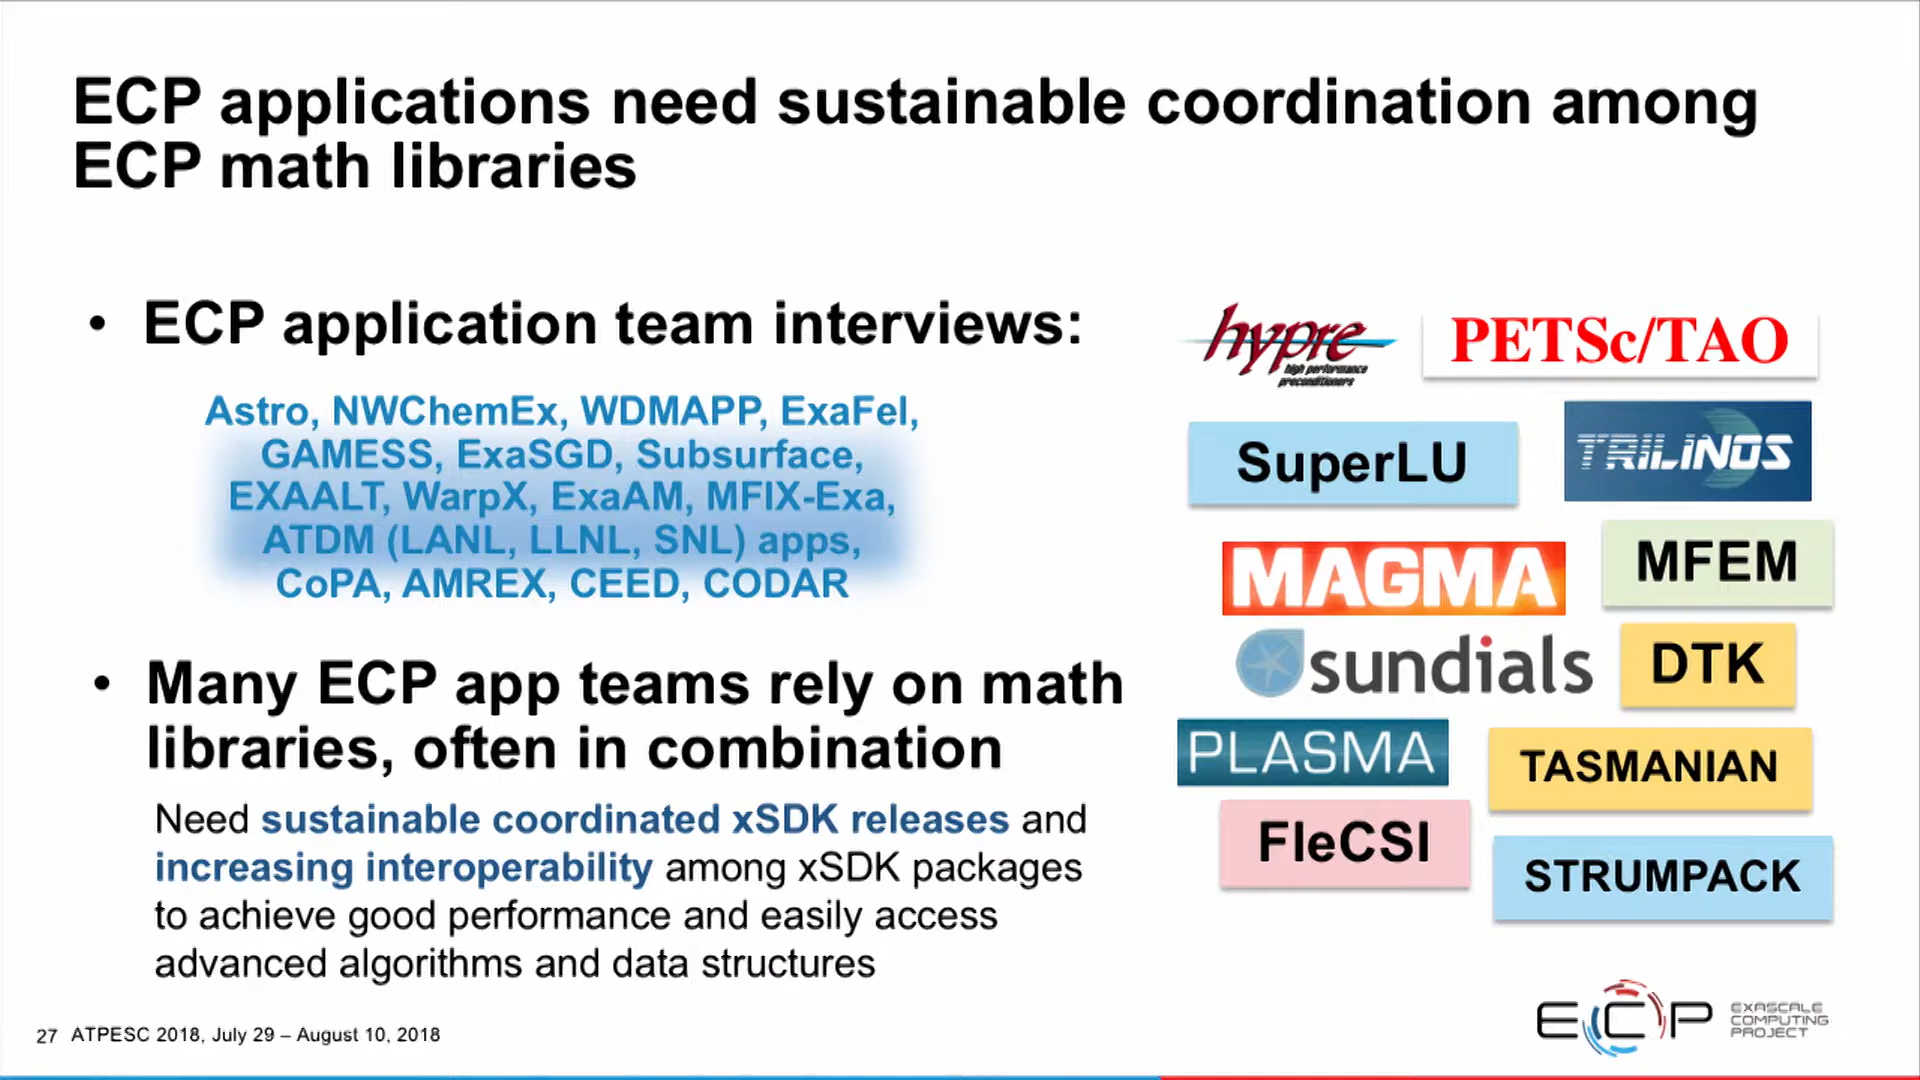 ECP applications need sustainable coordination among
ECP math libraries
• ECP application team interviews:
Astro, NWChemEx, WDMAPP, ExaFel,
GAMESS, ExaSGD, Subsurface,
EXAALT, WarpX, ExaAM, MFIX-Exa,
ATDM (LANL, LLNL, SNL) apps,
CoPA, AMREX, CEED, CODAR
• Many ECP app teams rely on math
libraries, often in combination
Need sustainable coordinated xSDK releases and
increasing interoperability among xSDK packages
to achieve good performance and easily access
advanced algorithms and data structures
hypre
high performance
preconditioners
PETSc/TAO
SuperLU
TRILINOS
MAGMA
MFEM
sundials
DTK
PLASMA
TASMANIAN
FleCSI
STRUMPACK
27 ATPESC 2018, July 29 – August 10, 2018
ECP
EXASCALE
COMPUTING
PROJECT